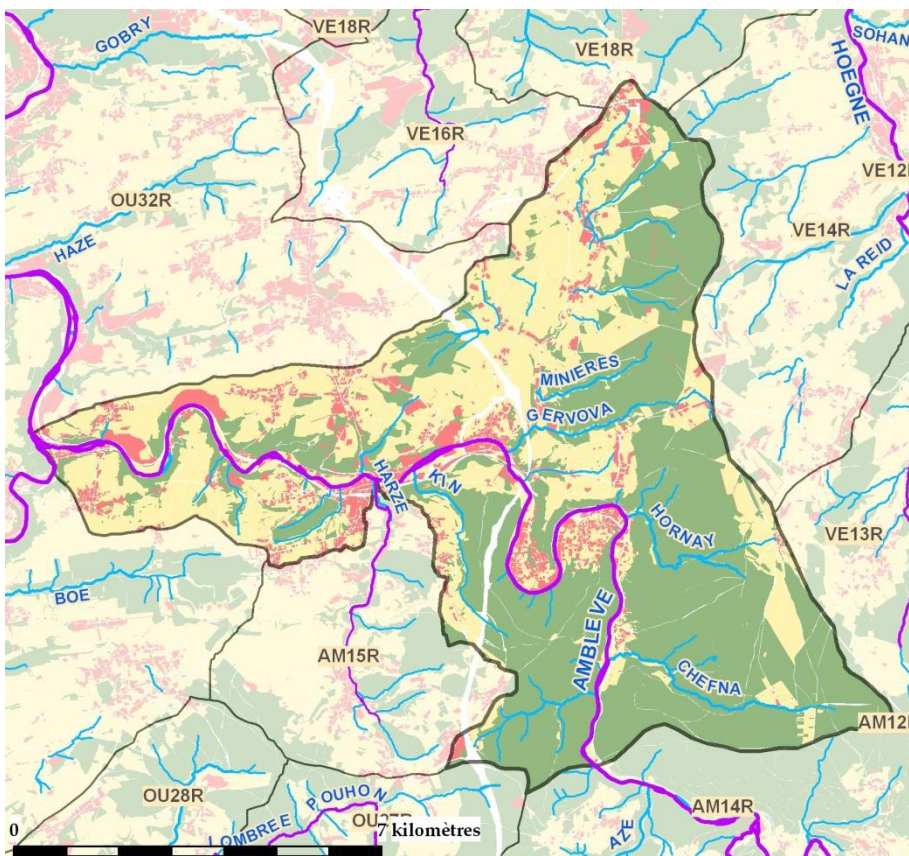 GOBRY
VE18R
VE18R
SOHAN
HOEGNE
VE16R
VE12
OU32R
HAZE
VE14R
LA REID
MINIERES
GERVOVA
HARZE
KIN
HORNAY
VE13R
BOE
AMBLEVE
AM15R
CHEFNA
AM12
OU28R
POUHON
LOMBREE
AM14R
AZE
0
7 kilomètres